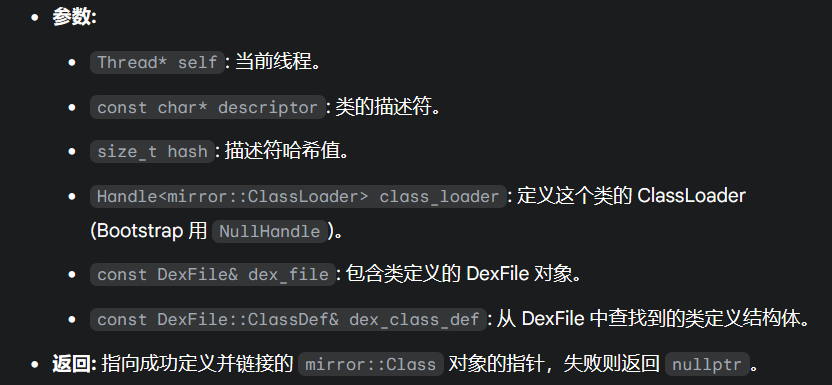 参数:
Thread* self: 当前线程。
const char* descriptor: 类的描述符。
size_t hash: 描述符哈希值。
Handle<mirror::ClassLoader> class_loader: 定义这个类的 ClassLoader
(Bootstrap 用 NullHandle)。
const DexFile& dex_file: 包含类定义的 DexFile 对象。
const DexFile::ClassDef& dex_class_def: 从 DexFile 中查找到的类定义结构体。
返回: 指向成功定义并链接的 mirror::Class 对象的指针，失败则返回 nullptr。